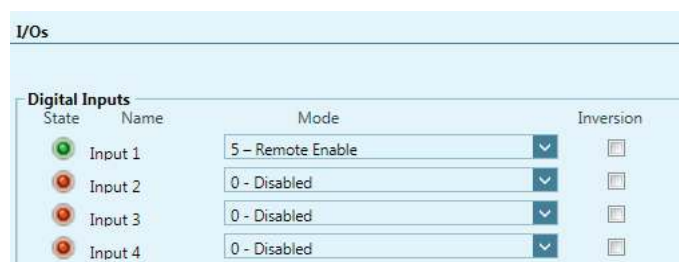 I/Os
Digital Inputs
State Name Mode Inversion
Input 1 5 – Remote Enable
Input 2 0 - Disabled
Input 3 0 - Disabled
Input 4 0 - Disabled